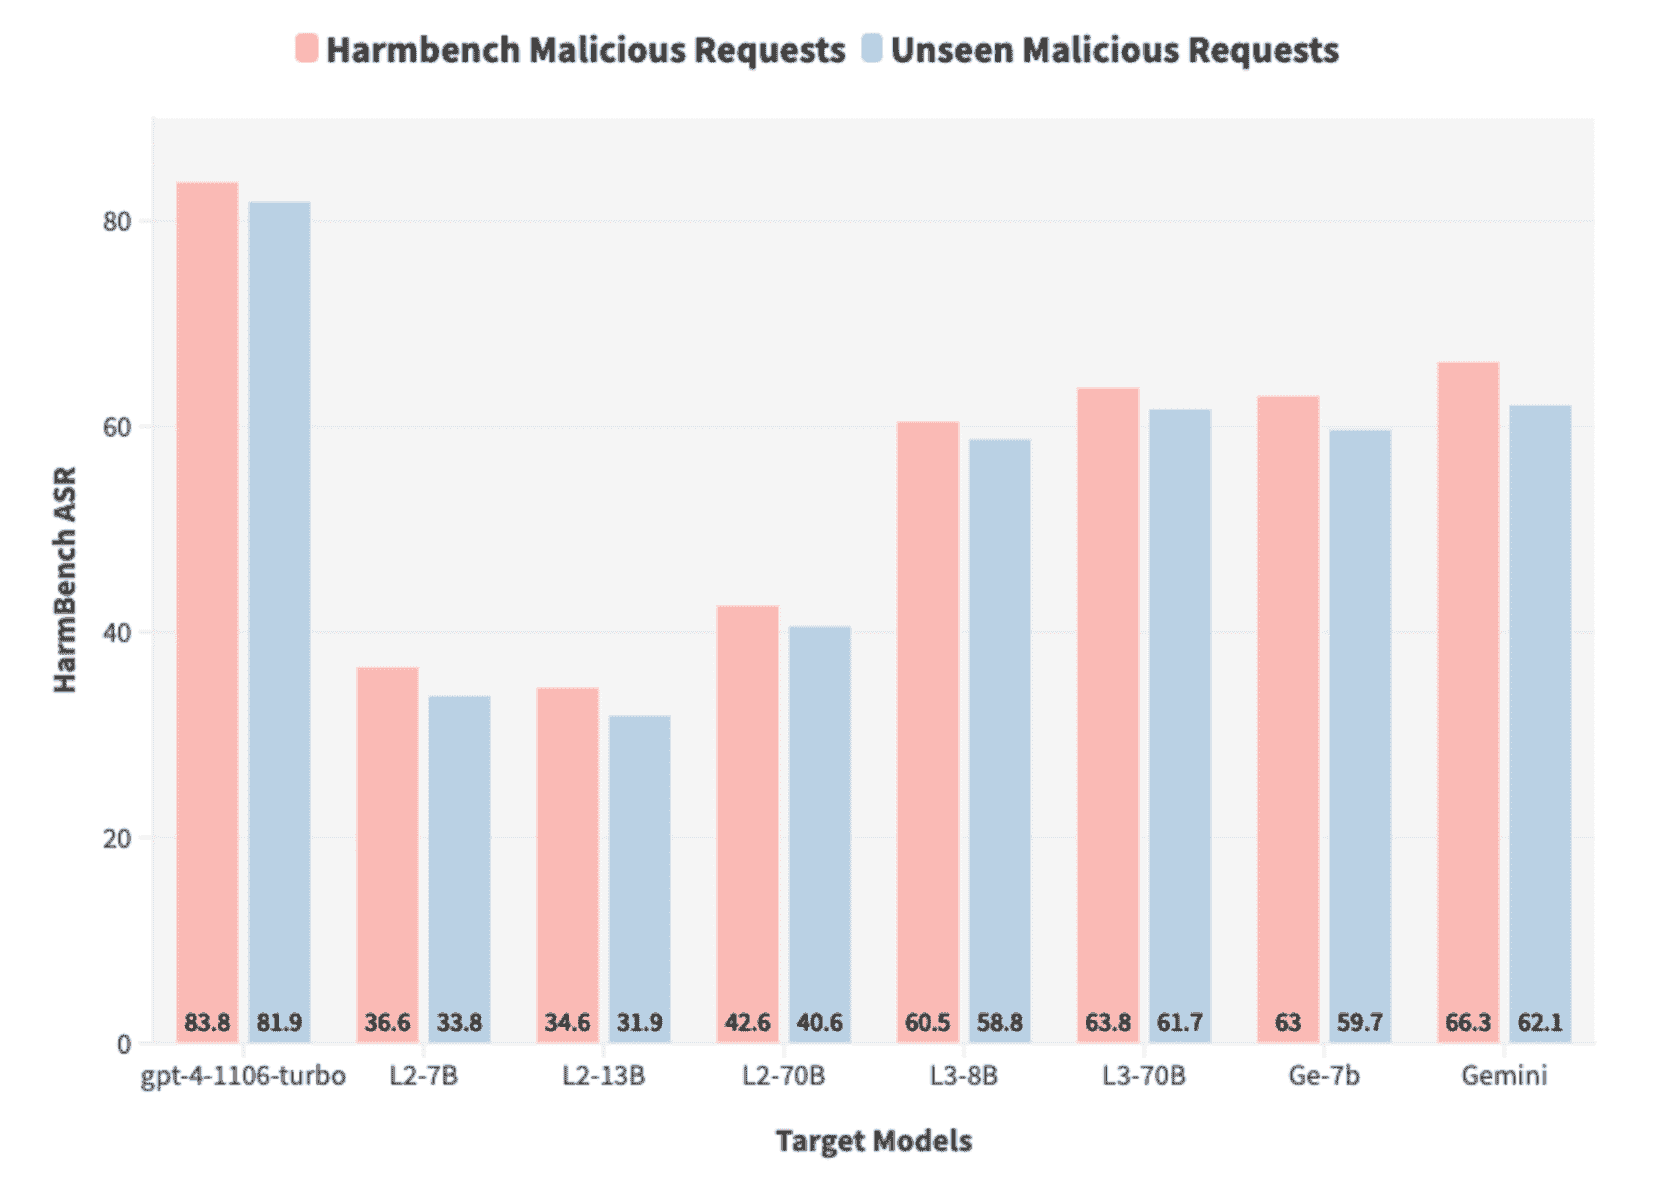 Harmbench Malicious Requests Unseen Malicious Requests
HarmBench ASR
80
60
40
20
0
83.8 81.9 36.6 33.8 34.6 31.9 42.6 40.6 60.5 58.8 63.8 61.7 63 59.7 66.3 62.1
gpt-4-1106-turbo L2-7B L2-13B L2-70B L3-8B L3-70B Ge-7b Gemini
Target Models